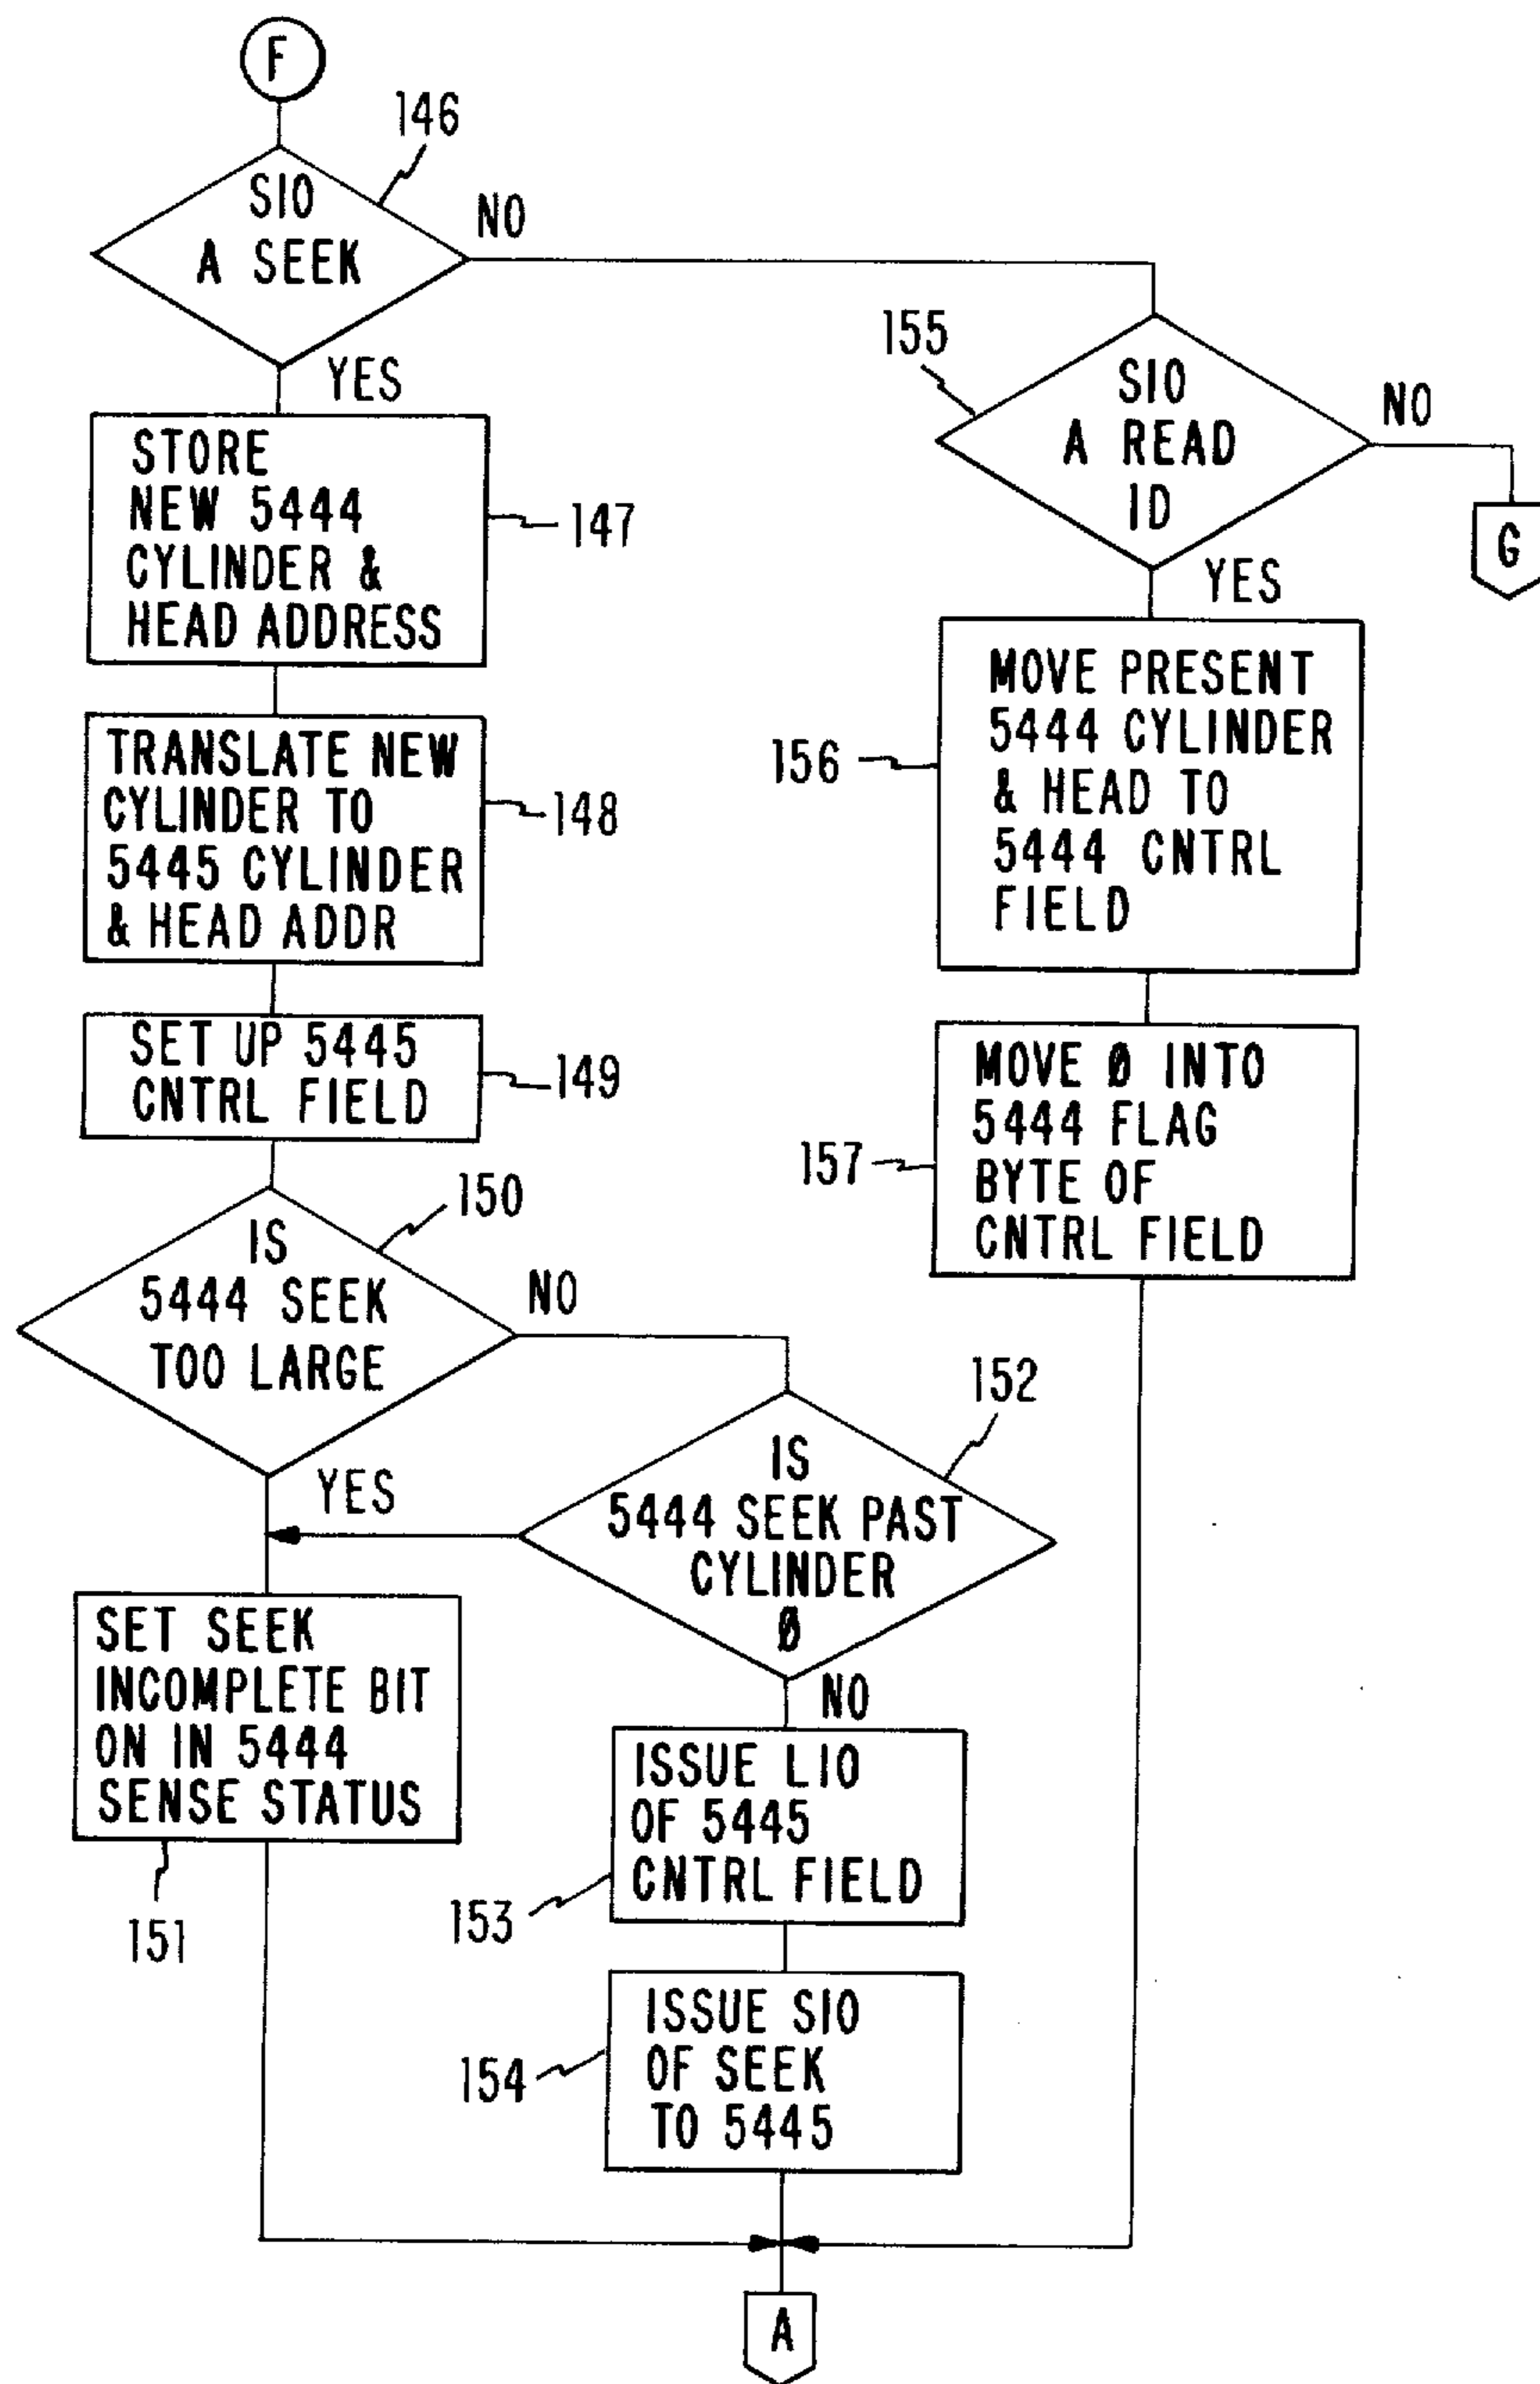 F
146
SIO
A SEEK
NO
YES
STORE
NEW 5444
CYLINDER &
HEAD ADDRESS
147
TRANSLATE NEW
CYLINDER TO
5445 CYLINDER
& HEAD ADDR
148
SET UP 5445
CNTRL FIELD
149
IS
5444 SEEK
TOO LARGE
150
NO
YES
SET SEEK
INCOMPLETE BIT
ON IN 5444
SENSE STATUS
151
IS
5444 SEEK PAST
CYLINDER
Ø
152
NO
ISSUE LIO
OF 5445
CNTRL FIELD
153
ISSUE SIO
OF SEEK
TO 5445
154
155
SIO
A READ
ID
NO
G
YES
MOVE PRESENT
5444 CYLINDER
& HEAD TO
5444 CNTRL
FIELD
156
MOVE Ø INTO
5444 FLAG
BYTE OF
CNTRL FIELD
157
A